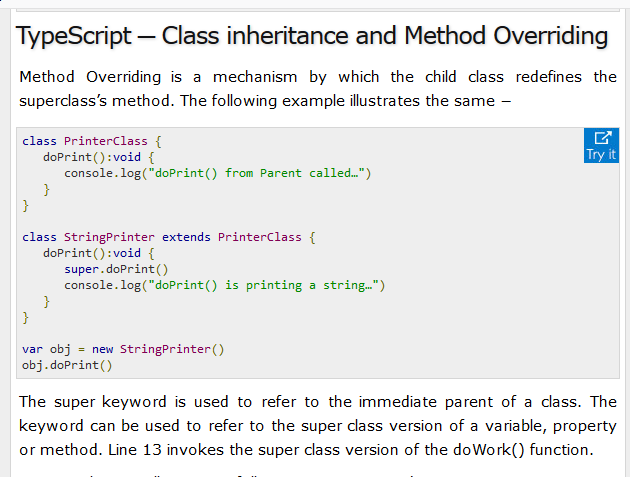 TypeScript ─ Class inheritance and Method Overriding
Method Overriding is a mechanism by which the child class redefines the
superclass’s method. The following example illustrates the same −
class PrinterClass {
Try it
doPrint():void {
console.log("doPrint() from Parent called…")
}
}
class StringPrinter extends PrinterClass {
doPrint():void {
super.doPrint()
console.log("doPrint() is printing a string…")
}
}
var obj = new StringPrinter()
obj.doPrint()
The super keyword is used to refer to the immediate parent of a class. The
keyword can be used to refer to the super class version of a variable, property
or method. Line 13 invokes the super class version of the doWork() function.